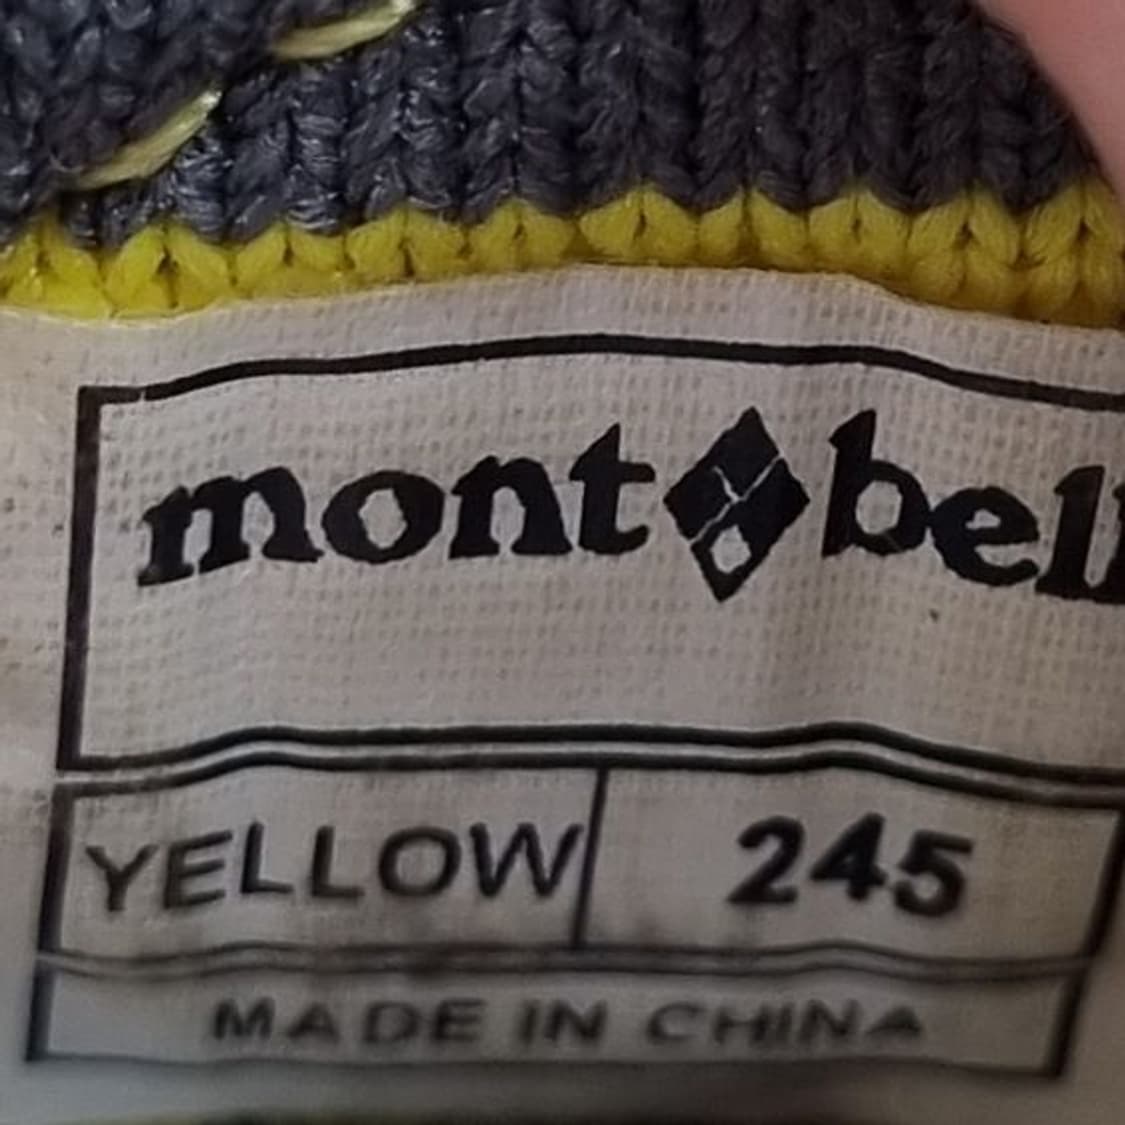 mont bell
YELLOW 245
MADE IN CHINA